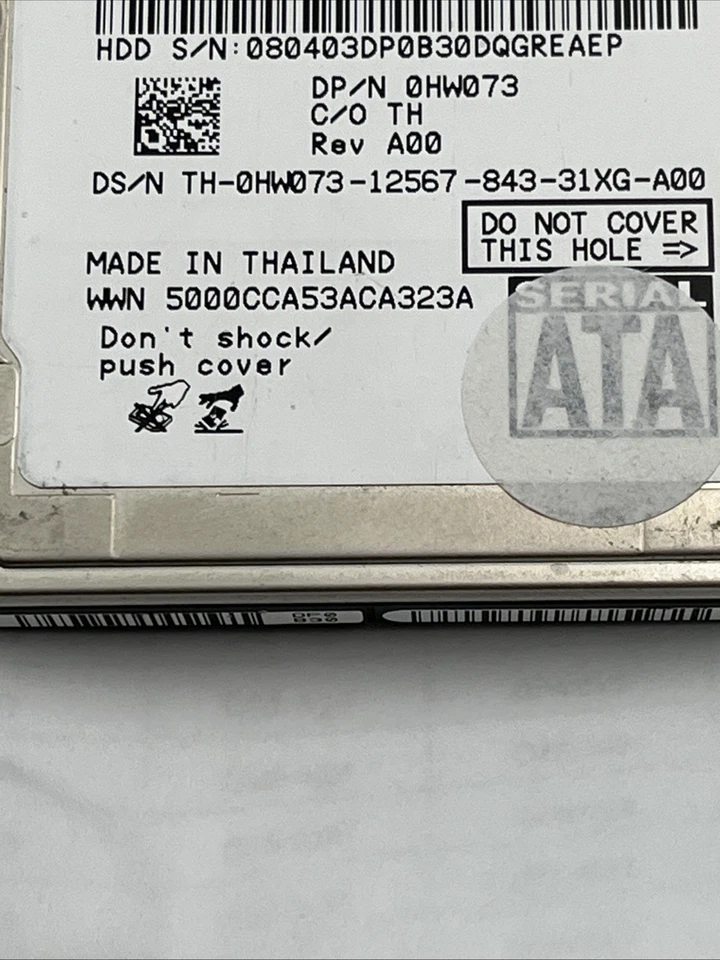 HDD S/N:080403DP0B30DQGREAEP
DP/N 0HW073
C/O TH
Rev A00
DS/N TH-0HW073-12567-843-31XG-A00
DO NOT COVER
THIS HOLE =>
MADE IN THAILAND
WWN 5000CCA53ACA323A
SERIAL
ATA
Don't shock/
push cover